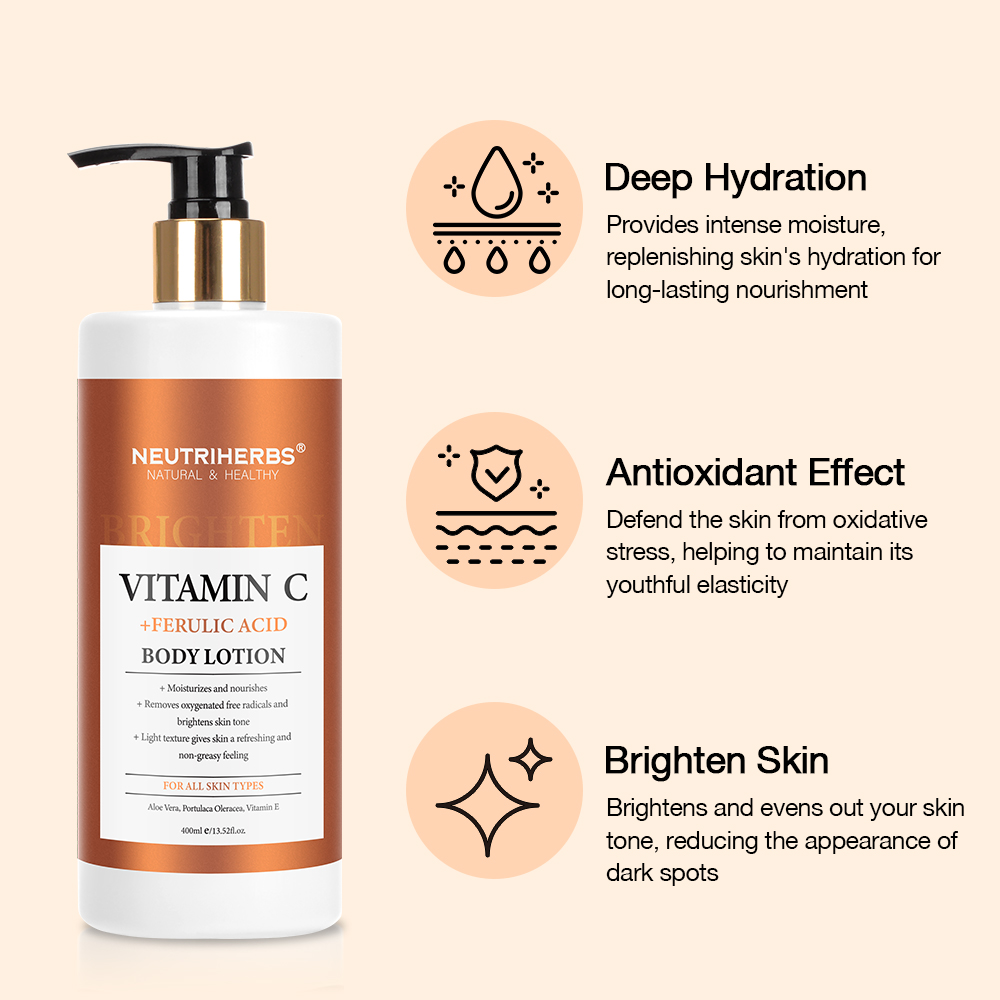 NEUTRIHERBS®
NATURAL & HEALTHY
BRIGHTEN
VITAMIN C
+FERULIC ACID
BODY LOTION
+ Moisturizes and nourishes
+ Removes oxygenated free radicals and
brightens skin tone
+ Light texture gives skin a refreshing and
non-greasy feeling
FOR ALL SKIN TYPES
Aloe Vera, Portulaca Oleracea, Vitamin E
400ml e/13.52fl.oz.
Deep Hydration
Provides intense moisture,
replenishing skin's hydration for
long-lasting nourishment
Antioxidant Effect
Defend the skin from oxidative
stress, helping to maintain its
youthful elasticity
Brighten Skin
Brightens and evens out your skin
tone, reducing the appearance of
dark spots